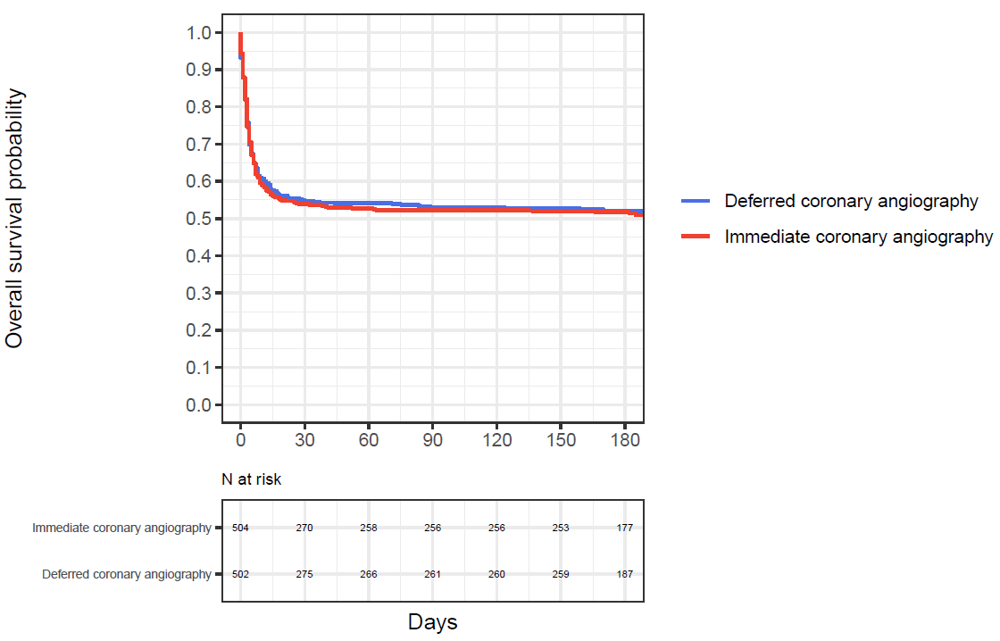 Overall survival probability
1.0
0.9
0.8
0.7
0.6
0.5
0.4
0.3
0.2
0.1
0.0
0 30 60 90 120 150 180
Deferred coronary angiography
Immediate coronary angiography
N at risk
Immediate coronary angiography 504 270 258 256 256 253 177
Deferred coronary angiography 502 275 266 261 260 259 187
Days